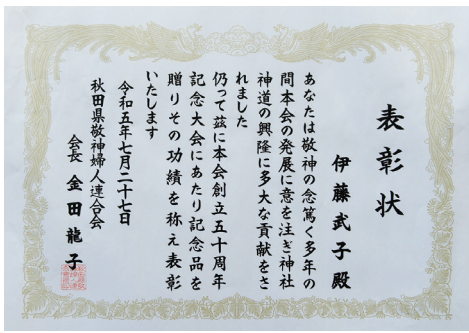 表彰状
伊藤武子殿
あなたは敬神の念篤く多年の
間本会の発展に意を注ぎ神社
神道の興隆に多大な貢献をさ
れました
仍って茲に本会創立五十周年
記念大会にあたり記念品を
贈りその功績を称え表彰
いたします
令和五年七月二十七日
秋田県敬神婦人連合会
会長 金田龍子